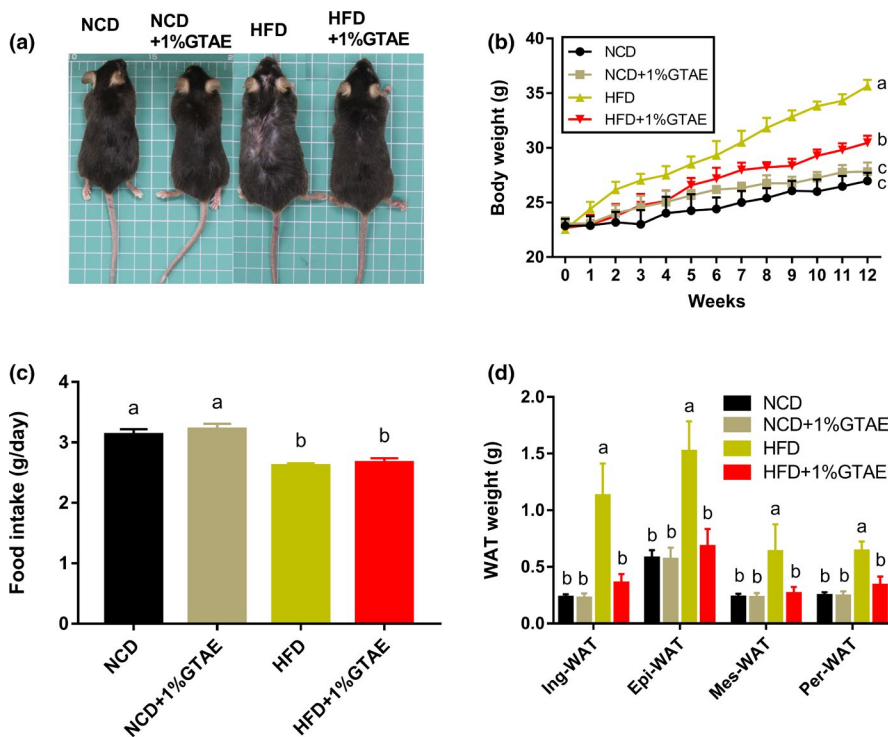 (a)
NCD
NCD
+1%GTAE
HFD
HFD
+1%GTAE
(b)
NCD
NCD+1%GTAE
HFD
HFD+1%GTAE
Body weight (g)
40
35
30
25
20
a
b
c
c
0 1 2 3 4 5 6 7 8 9 10 11 12
Weeks
(c)
Food intake (g/day)
4
3
2
1
0
a
a
b
b
NCD
NCD+1%GTAE
HFD
HFD+1%GTAE
(d)
WAT weight (g)
2.0
1.5
1.0
0.5
0.0
NCD
NCD+1%GTAE
HFD
HFD+1%GTAE
b b a b
b b a b
b b a b
b b a b
Ing-WAT
Epi-WAT
Mes-WAT
Per-WAT